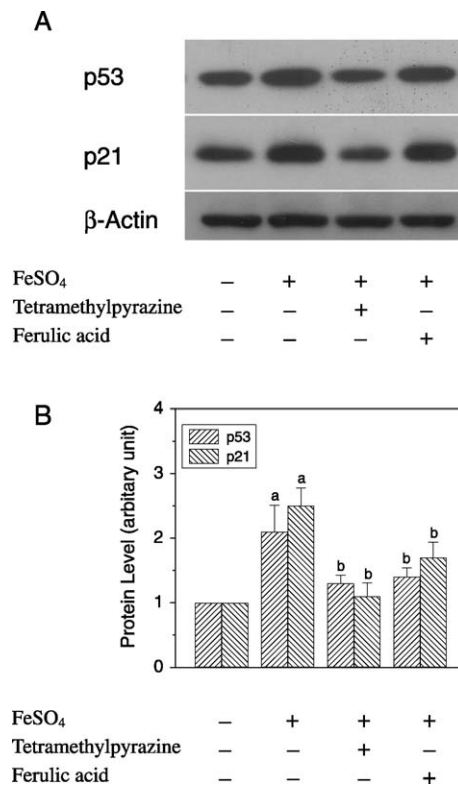 A
p53
p21
β-Actin
FeSO₄ – + + +
Tetramethylpyrazine – – + –
Ferulic acid – – – +
B
Protein Level (arbitary unit)
4
3
2
1
0
p53
p21
a a
b b
b b
FeSO₄ – + + +
Tetramethylpyrazine – – + –
Ferulic acid – – – +